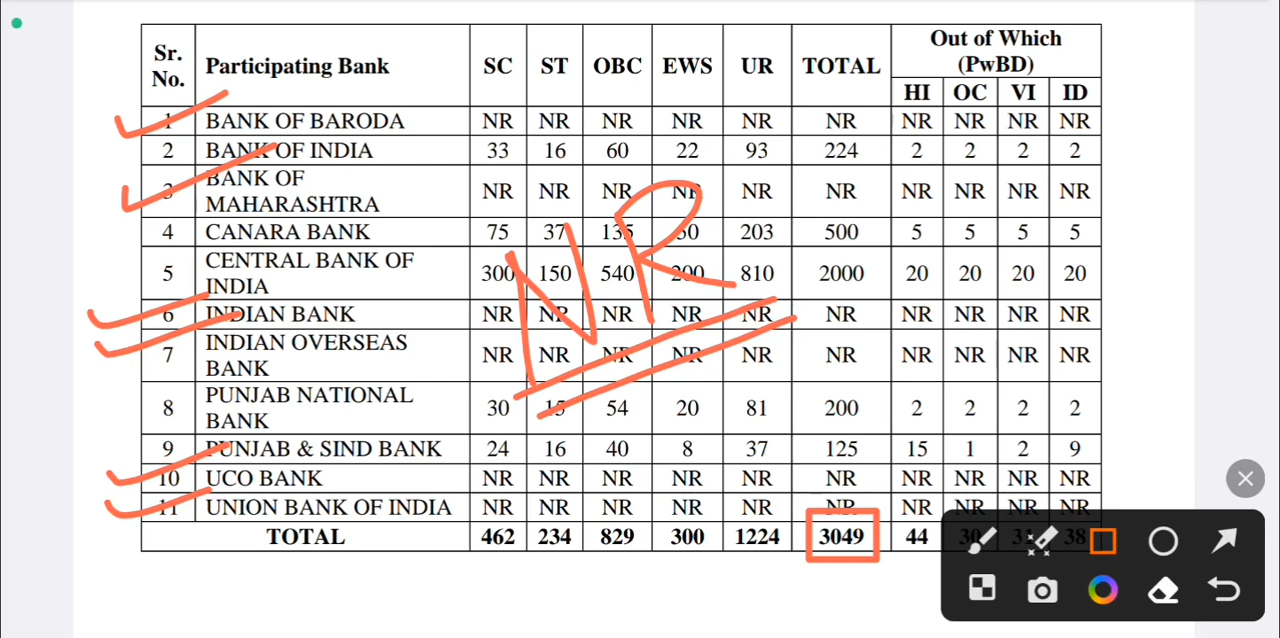 Sr. No. Participating Bank SC ST OBC EWS UR TOTAL Out of Which (PwBD)
HI OC VI ID
1 BANK OF BARODA NR NR NR NR NR NR NR NR NR NR
2 BANK OF INDIA 33 16 60 22 93 224 2 2 2 2
3 BANK OF MAHARASHTRA NR NR NR NR NR NR NR NR NR NR
4 CANARA BANK 75 37 135 50 203 500 5 5 5 5
5 CENTRAL BANK OF INDIA 300 150 540 200 810 2000 20 20 20 20
6 INDIAN BANK NR NR NR NR NR NR NR NR NR NR
7 INDIAN OVERSEAS BANK NR NR NR NR NR NR NR NR NR NR
8 PUNJAB NATIONAL BANK 30 15 54 20 81 200 2 2 2 2
9 PUNJAB & SIND BANK 24 16 40 8 37 125 15 1 2 9
10 UCO BANK NR NR NR NR NR NR NR NR NR NR
11 UNION BANK OF INDIA NR NR NR NR NR NR NR NR NR NR
TOTAL 462 234 829 300 1224 3049 44 30 31 38
NR